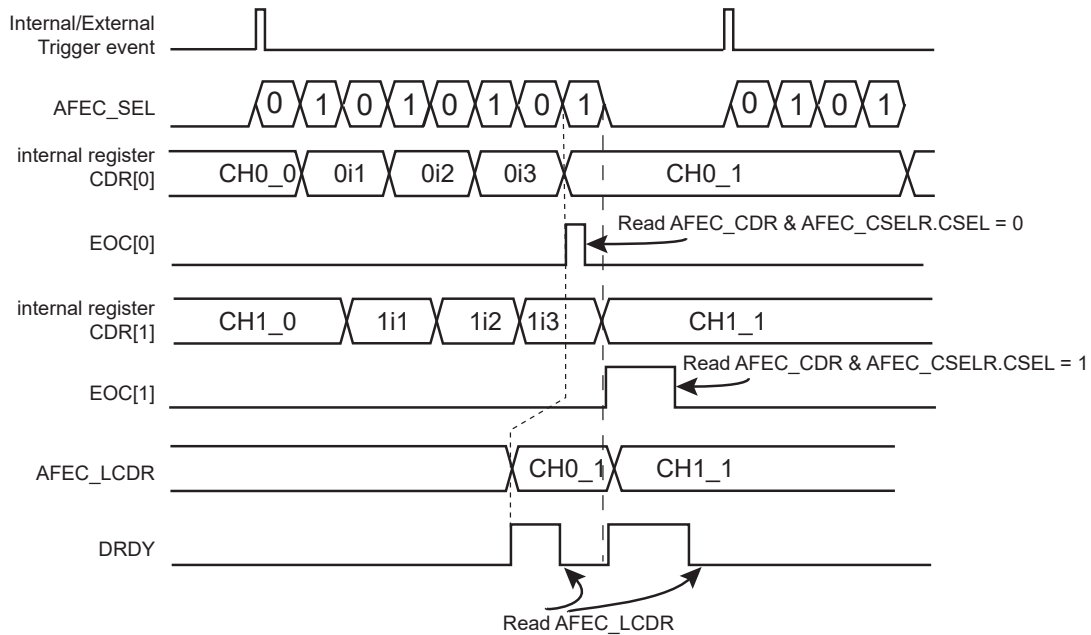 Internal/External
Trigger event
AFEC_SEL
0 1 0 1 0 1 0 1 0 1 0 1
internal register
CDR[0]
CH0_0 0i1 0i2 0i3 CH0_1
Read AFEC_CDR & AFEC_CSELR.CSEL = 0
EOC[0]
internal register
CDR[1]
CH1_0 1i1 1i2 1i3 CH1_1
Read AFEC_CDR & AFEC_CSELR.CSEL = 1
EOC[1]
AFEC_LCDR
CH0_1 CH1_1
DRDY
Read AFEC_LCDR